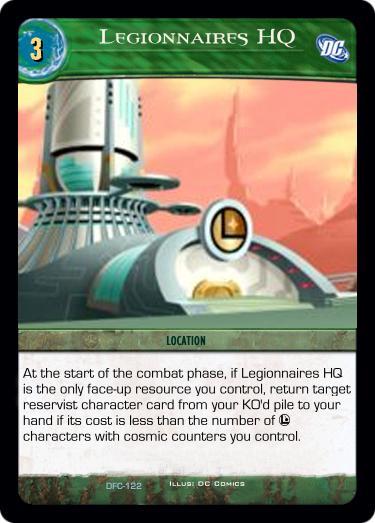 3
Legionnaires HQ
DC
L
LOCATION
At the start of the combat phase, if Legionnaires HQ
is the only face-up resource you control, return target
reservist character card from your KO'd pile to your
hand if its cost is less than the number of L
characters with cosmic counters you control.
DFC-122 Illus: DC Comics